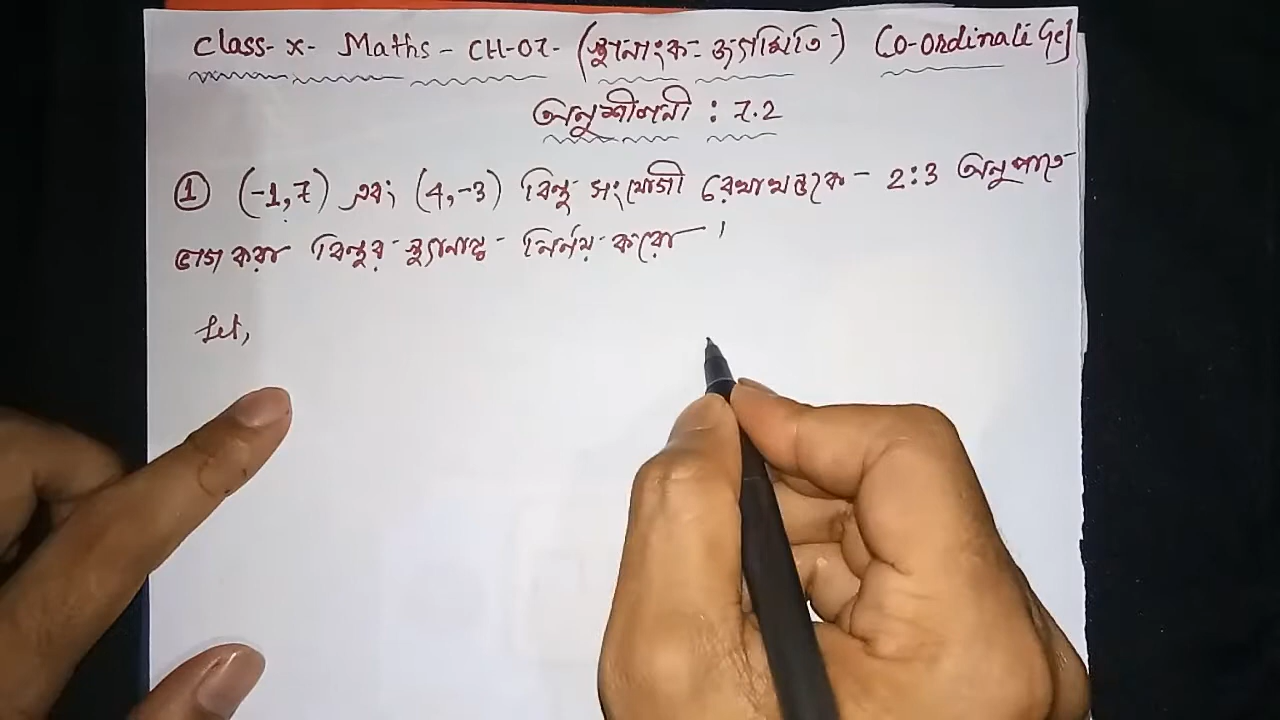 Class-X- Maths - CH-07- (স্থানাংক- জ্যামিতি) Co-ordinate Ge
অনুশীলনী : 7.2
① (-1,7) এবং (4,-3) বিন্দু সংযোগী রেখাখণ্ডকে - 2:3 অনুপাতে
ভাগ করা বিন্দুর নির্ণয় করো ।
Let,